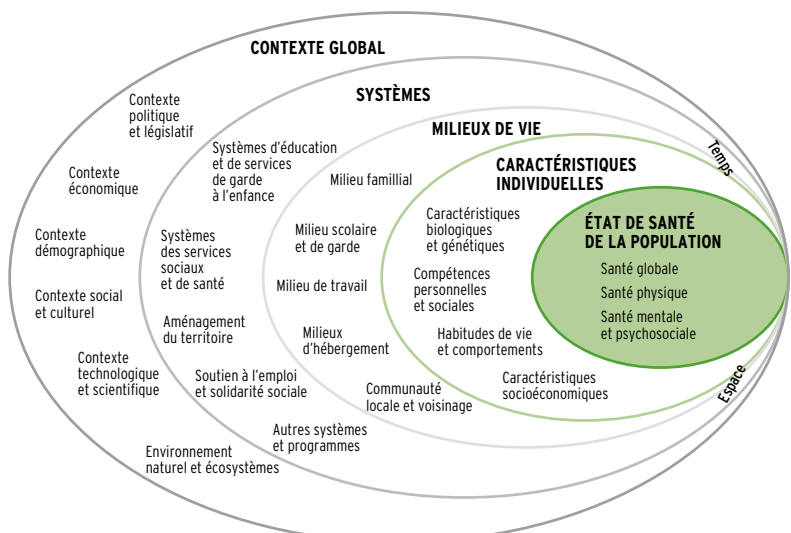 CONTEXTE GLOBAL
Contexte
politique
et législatif
Contexte
économique
Contexte
démographique
Contexte social
et culturel
Contexte
technologique
et scientifique
Environnement
naturel et écosystèmes
SYSTÈMES
Systèmes d'éducation
et de services
de garde
à l'enfance
Systèmes
des services
sociaux
et de santé
Aménagement
du territoire
Soutien à l'emploi
et solidarité sociale
Autres systèmes
et programmes
MILIEUX DE VIE
Milieu famillial
Milieu scolaire
et de garde
Milieu de travail
Milieux
d'hébergement
Communauté
locale et voisinage
CARACTÉRISTIQUES
INDIVIDUELLES
Caractéristiques
biologiques
et génétiques
Compétences
personnelles
et sociales
Habitudes de vie
et comportements
Caractéristiques
socioéconomiques
ÉTAT DE SANTÉ
DE LA POPULATION
Santé globale
Santé physique
Santé mentale
et psychosociale
Temps
Espace